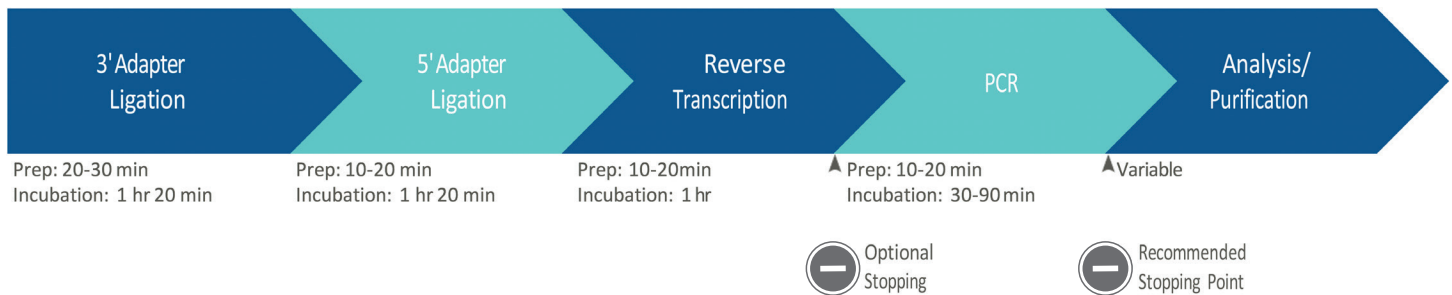 3' Adapter
Ligation
5' Adapter
Ligation
Reverse
Transcription
PCR
Analysis/
Purification
Prep: 20-30 min
Incubation: 1 hr 20 min
Prep: 10-20 min
Incubation: 1 hr 20 min
Prep: 10-20min
Incubation: 1 hr
Prep: 10-20 min
Incubation: 30-90 min
Variable
Optional
Stopping
Recommended
Stopping Point